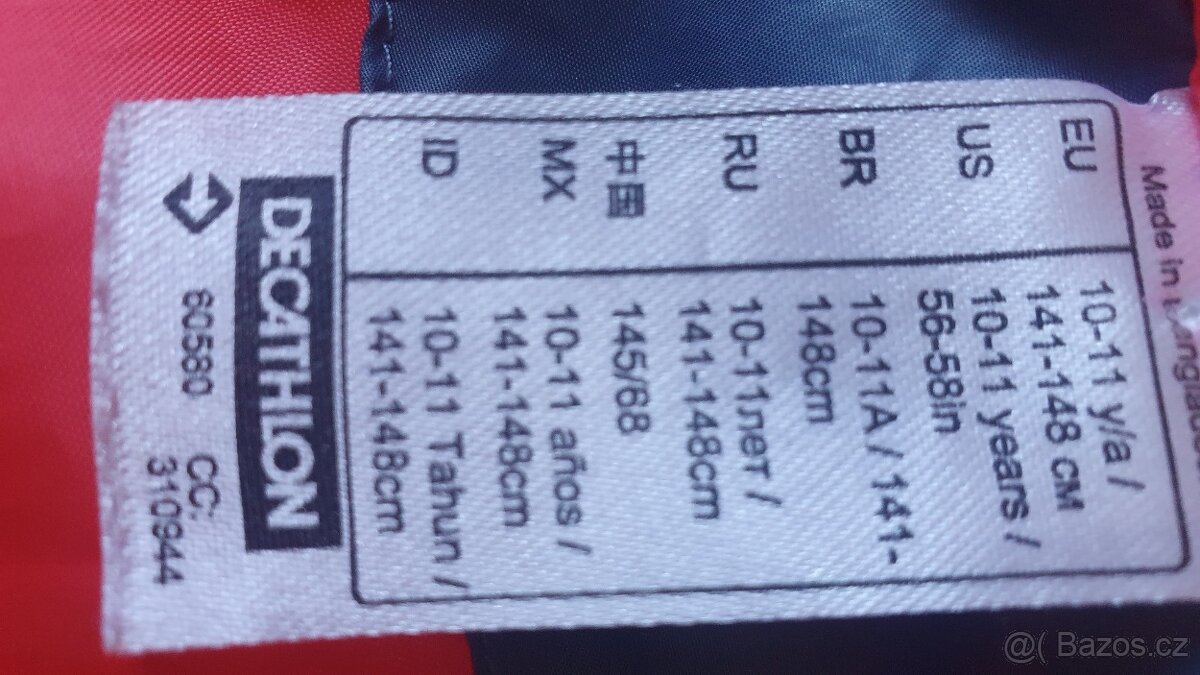 Made in Bangladesh
EU 10-11 y/a /
141-148 CM
US 10-11 years /
56-58in
BR 10-11A / 141-
148cm
RU 10-11лет /
141-148cm
中国 145/68
MX 10-11 años /
141-148cm
ID 10-11 Tahun /
141-148cm
DECATHLON
60580 CC:
310944
@( Bazos.cz